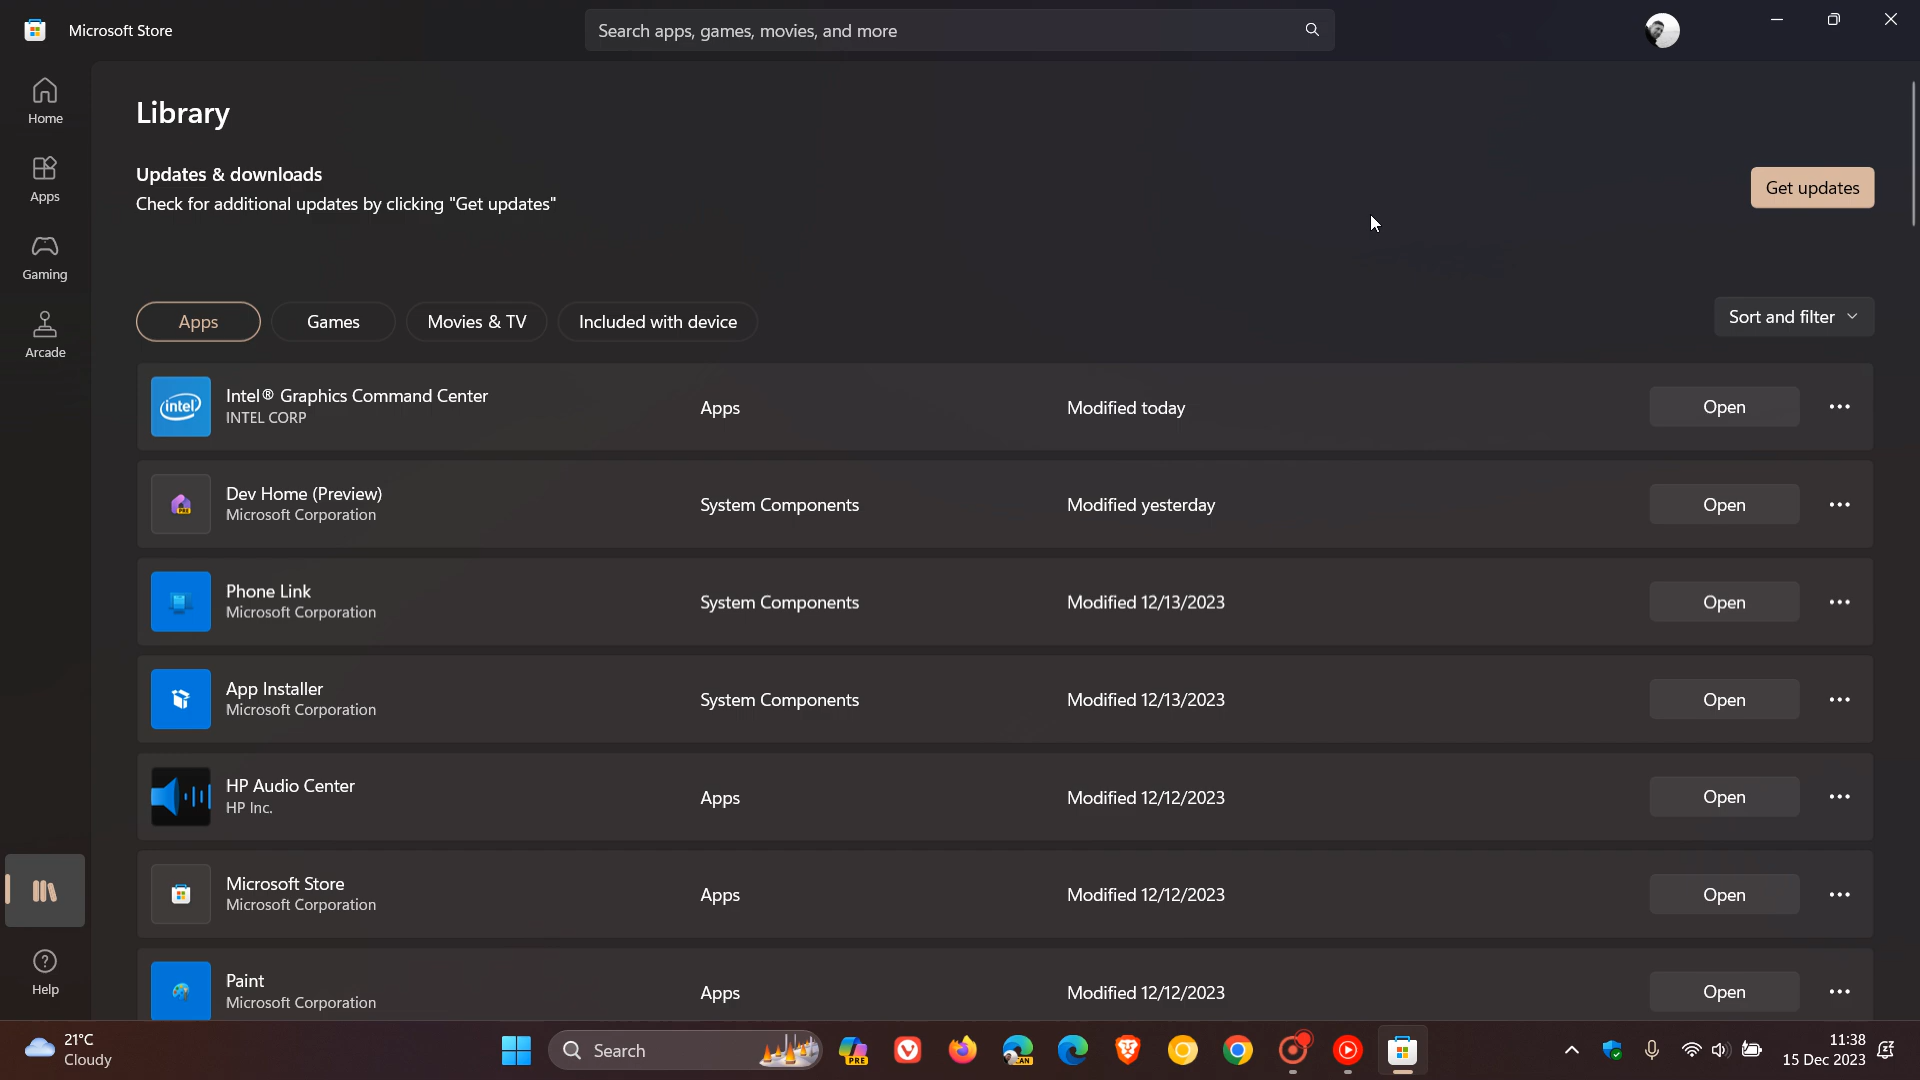 Microsoft Store
Search apps, games, movies, and more
Home
Apps
Gaming
Arcade
Help
Library
Updates & downloads
Check for additional updates by clicking "Get updates"
Get updates
Apps Games Movies & TV Included with device
Sort and filter
intel
Intel® Graphics Command Center
INTEL CORP
Apps
Modified today
Open
Dev Home (Preview)
Microsoft Corporation
System Components
Modified yesterday
Open
PRE
Phone Link
Microsoft Corporation
System Components
Modified 12/13/2023
Open
App Installer
Microsoft Corporation
System Components
Modified 12/13/2023
Open
HP Audio Center
HP Inc.
Apps
Modified 12/12/2023
Open
Microsoft Store
Microsoft Corporation
Apps
Modified 12/12/2023
Open
Paint
Microsoft Corporation
Apps
Modified 12/12/2023
Open
21°C
Cloudy
Search
PRE
CAN
11:38
15 Dec 2023